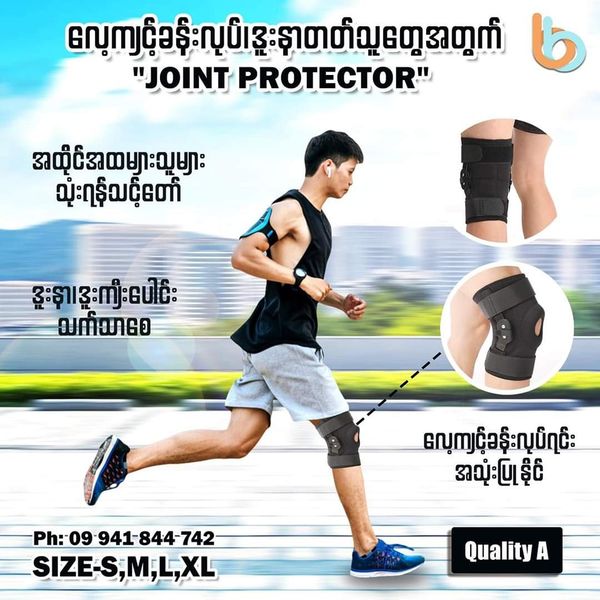 လေ့ကျင့်ခန်းလုပ်၊ဒူးနာတတ်သူတွေအတွက်
"JOINT PROTECTOR"
အထိုင်အထများသူများ
သုံးရန်သင့်တော်
ဒူးနာ၊ဒူးကျီးပေါင်း
သက်သာစေ
လေ့ကျင့်ခန်းလုပ်ရင်း
အသုံးပြုနိုင်
Ph: 09 941 844 742
SIZE-S,M,L,XL
Quality A